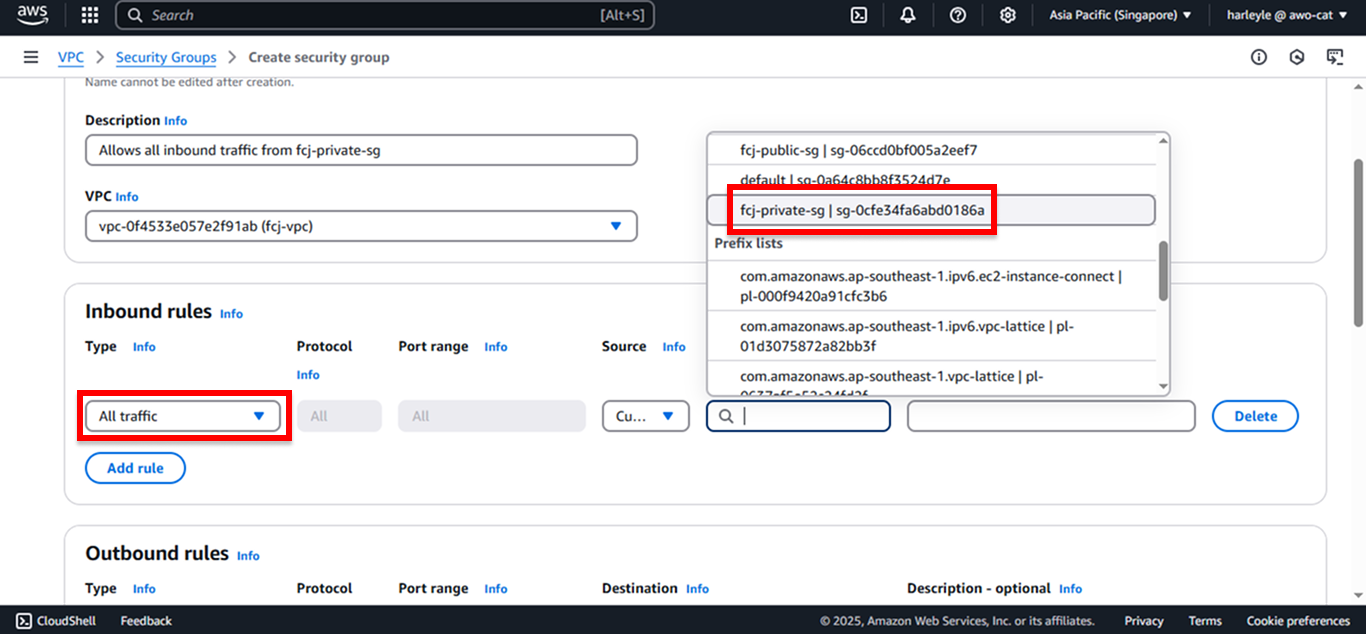 aws
Search
[Alt+S]
Asia Pacific (Singapore)
harleyle @ awo-cat
VPC > Security Groups > Create security group
Name cannot be edited after creation.
Description Info
Allows all inbound traffic from fcj-private-sg
VPC Info
vpc-0f4533e057e2f91ab (fcj-vpc)
fcj-public-sg | sg-06ccd0bf005a2eef7
default | sg-0a64c8bb8f3524d7e
fcj-private-sg | sg-0cfe34fa6abd0186a
Prefix lists
com.amazonaws.ap-southeast-1.ipv6.ec2-instance-connect |
pl-000f9420a91cfc3b6
com.amazonaws.ap-southeast-1.ipv6.vpc-lattice | pl-
01d3075872a82bb3f
com.amazonaws.ap-southeast-1.vpc-lattice | pl-
Inbound rules Info
Type Info
Protocol
Info
Port range Info
Source Info
All traffic
All
All
Cu...
Delete
Add rule
Outbound rules Info
Type Info
Protocol
Port range Info
Destination Info
Description - optional Info
CloudShell
Feedback
© 2025, Amazon Web Services, Inc. or its affiliates.
Privacy
Terms
Cookie preferences